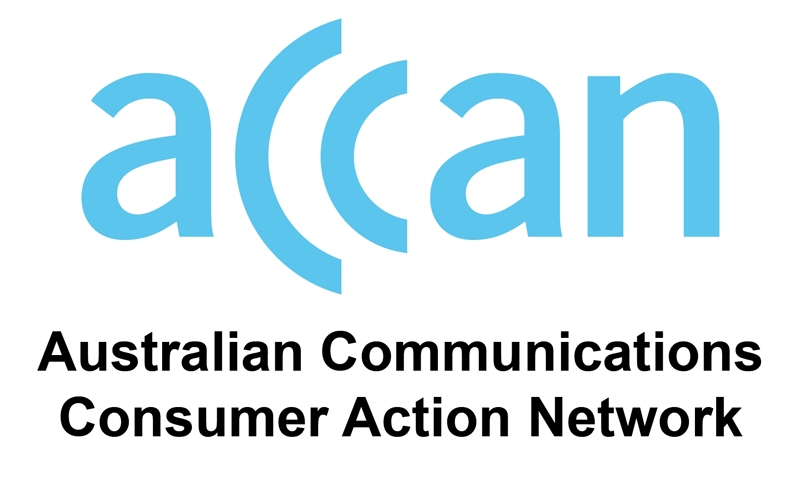 accan
Australian Communications
Consumer Action Network